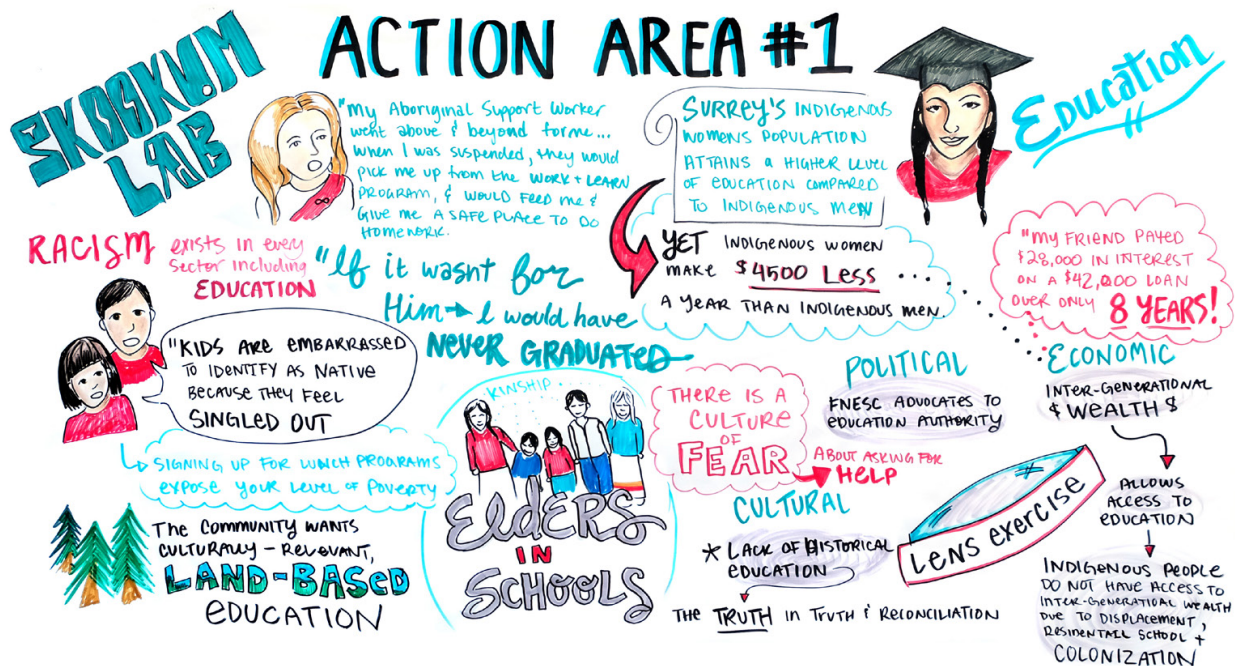 SKOOKUM
LAB
ACTION AREA #1
Education
"My Aboriginal Support Worker
went above & beyond for me...
when I was suspended, they would
pick me up from the WORK + LEARN
PROGRAM, & WOULD FEED ME &
GIVE ME A SAFE PLACE TO DO
HOMEWORK.
"If it wasnt for
Him → I would have
NEVER GRADUATED
SURREY'S INDIGENOUS
WOMENS POPULATION
ATTAINS A HIGHER LEVEL
OF EDUCATION COMPARED
TO INDIGENOUS MEN
YET INDIGENOUS WOMEN
MAKE $4500 LESS
A YEAR THAN INDIGENOUS MEN.
"MY FRIEND PAYED
$28,000 IN INTEREST
ON A $42,000 LOAN
OVER ONLY
8 YEARS!
RACISM exists in every
sector including
EDUCATION
"KIDS ARE EMBARRASSED
TO IDENTIFY AS NATIVE
BECAUSE THEY FEEL
SINGLED OUT
SIGNING UP FOR LUNCH PROGRAMS
EXPOSE YOUR LEVEL OF POVERTY
THE COMMUNITY WANTS
CULTURALLY-RELEVANT,
LAND-BASED
EDUCATION
KINSHIP
ELDERS
IN
SCHOOLS
THERE IS A
CULTURE
OF
FEAR
ABOUT ASKING FOR
HELP
POLITICAL
FNESC ADVOCATES TO
EDUCATION AUTHORITY
CULTURAL
* LACK OF HISTORICAL
EDUCATION
THE TRUTH in TRUTH & RECONCILIATION
LENS exercise
ECONOMIC
INTER-GENERATIONAL
$ WEALTH $
ALLOWS
ACCESS TO
EDUCATION
INDIGENOUS PEOPLE
DO NOT HAVE ACCESS TO
INTER-GENERATIONAL WEALTH
DUE TO DISPLACEMENT,
RESIDENTAIL SCHOOL +
COLONIZATION